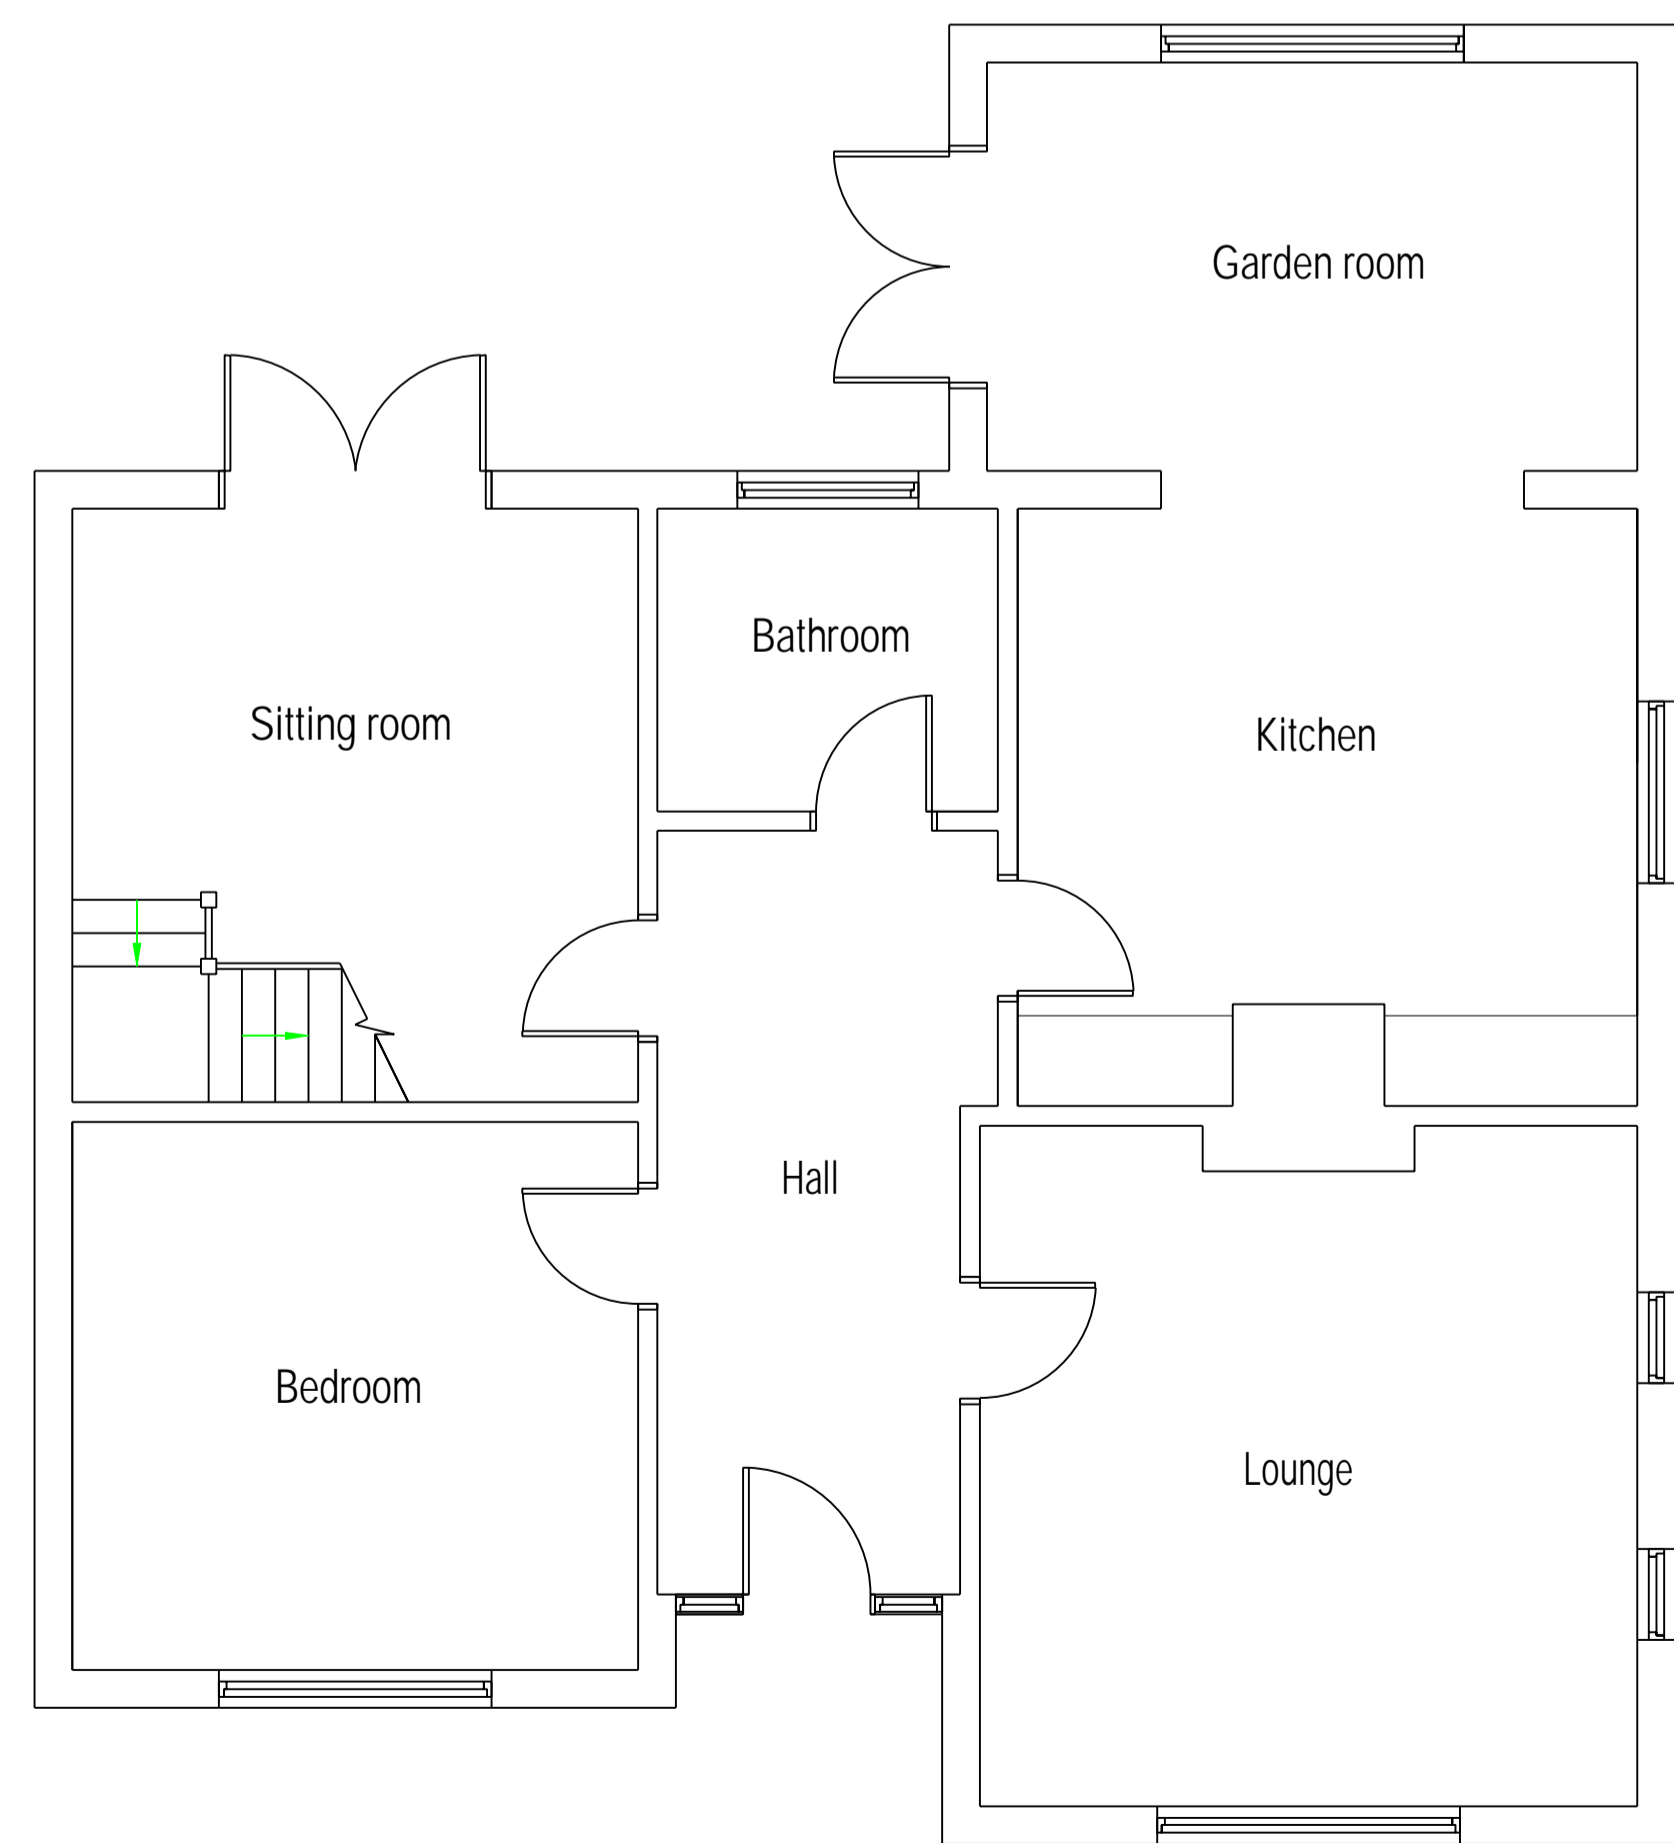 Garden room
Bathroom
Sitting room
Kitchen
Hall
Bedroom
Lounge